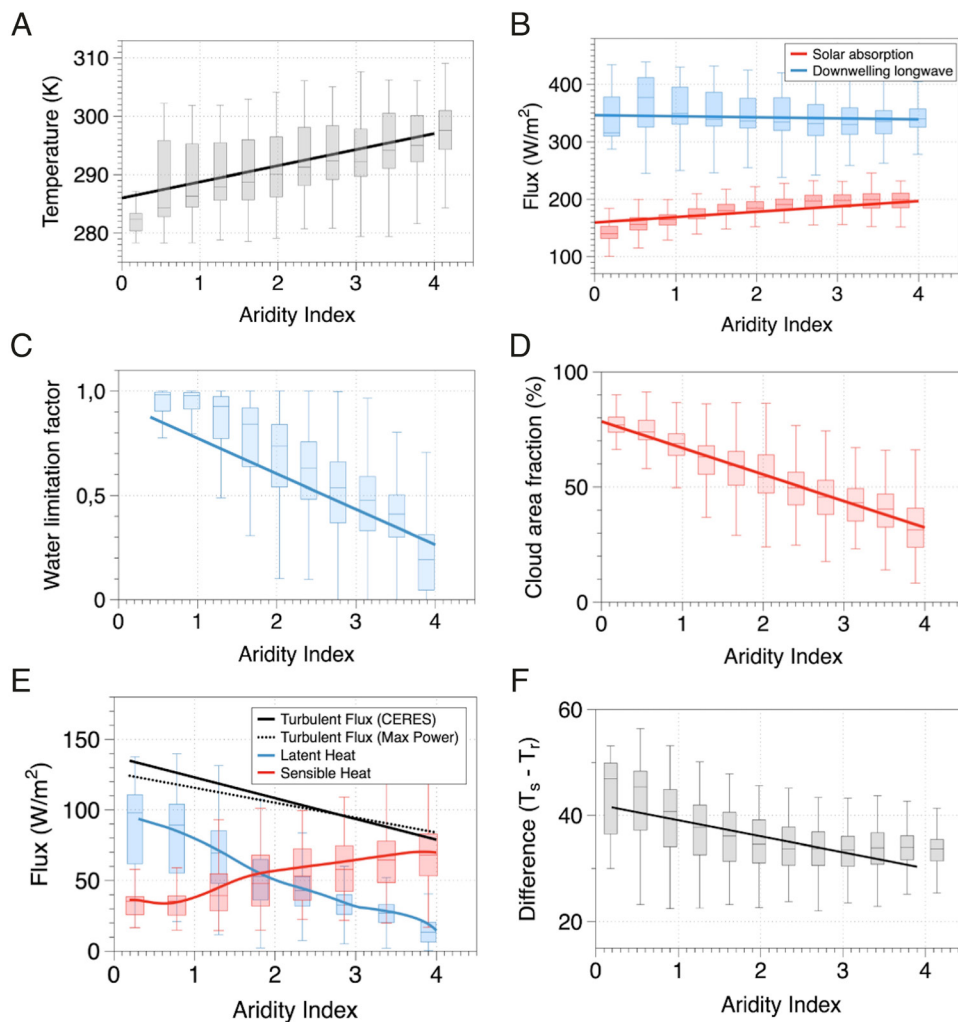 A
Temperature (K)
310
300
290
280
0 1 2 3 4
Aridity Index
B
Solar absorption
Downwelling longwave
Flux (W/m²)
400
300
200
100
0 1 2 3 4
Aridity Index
C
Water limitation factor
1,0
0,5
0
0 1 2 3 4
Aridity Index
D
Cloud area fraction (%)
100
50
0
0 1 2 3 4
Aridity Index
E
Turbulent Flux (CERES)
Turbulent Flux (Max Power)
Latent Heat
Sensible Heat
Flux (W/m²)
150
100
50
0
0 1 2 3 4
Aridity Index
F
Difference (Tₛ - Tᵣ)
60
40
20
0 1 2 3 4
Aridity Index